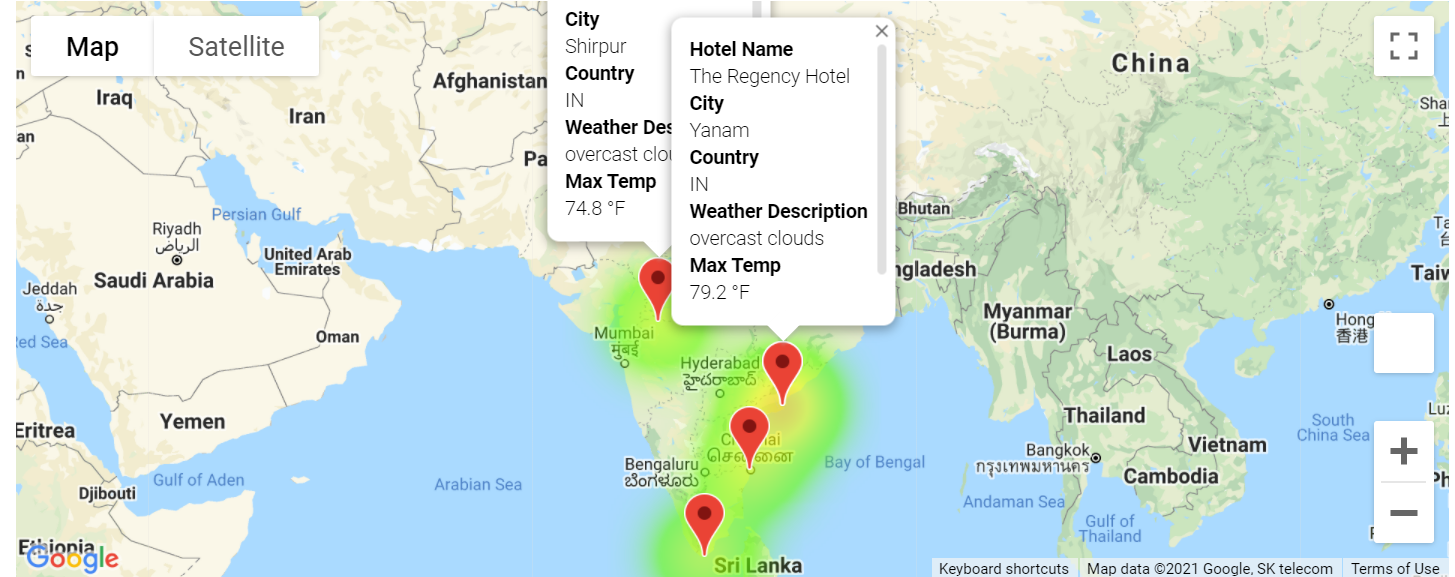 Map
Satellite
City
Shirpur
Country
IN
Weather Des
overcast clou
Max Temp
74.8 °F
×
Hotel Name
The Regency Hotel
City
Yanam
Country
IN
Weather Description
overcast clouds
Max Temp
79.2 °F
China
Afghanistan
Iraq
Iran
an
Pa
Sha
上
Bhutan
Persian Gulf
Riyadh
الرياض
United Arab
Emirates
Saudi Arabia
Jeddah
جدة
Red Sea
Oman
ngladesh
Taiw
Myanmar
(Burma)
Hong
香港
Mumbai
मुंबई
Hyderabad
హైదరాబాద్
Laos
Yemen
Eritrea
Thailand
Luz
South
China Sea
Vietnam
Bangkok
กรุงเทพมหานคร
Cambodia
Chennai
சென்னை
Bengaluru
ಬೆಂಗಳೂರು
Bay of Bengal
Gulf of Aden
Arabian Sea
Djibouti
Andaman Sea
Gulf of
Thailand
Ph
Ethiopia
Google
Sri Lanka
Keyboard shortcuts
Map data ©2021 Google, SK telecom
Terms of Use